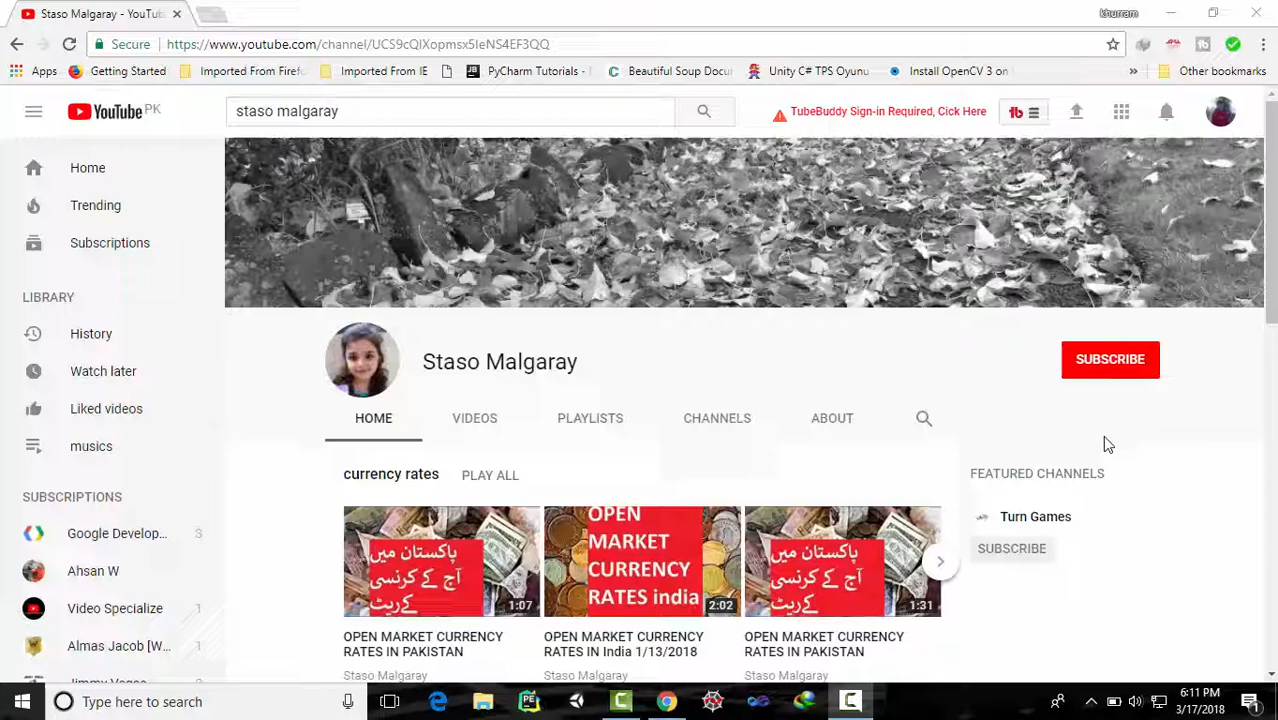 Staso Malgaray - YouTu
khurram
Secure https://www.youtube.com/channel/UCS9cQIXopmsx5IeNS4EF3QQ
Apps Getting Started Imported From Firef Imported From IE PyCharm Tutorials - Beautiful Soup Docu Unity C# TPS Oyunu Install OpenCV 3 on » Other bookmarks
YouTube PK staso malgaray TubeBuddy Sign-in Required, Click Here tb
Home
Trending
Subscriptions
LIBRARY
History
Watch later
Liked videos
musics
SUBSCRIPTIONS
Google Develop... 3
Ahsan W
Video Specialize 1
Almas Jacob [W... 1
Staso Malgaray SUBSCRIBE
HOME VIDEOS PLAYLISTS CHANNELS ABOUT
currency rates PLAY ALL
پاکستان میں
آج کے کرنسی
کےریٹ
1:07
OPEN
MARKET
CURRENCY
RATES india
2:02
پاکستان میں
آج کے کرنسی
کےریٹ
1:31
OPEN MARKET CURRENCY
RATES IN PAKISTAN
Staso Malgaray
OPEN MARKET CURRENCY
RATES IN India 1/13/2018
Staso Malgaray
OPEN MARKET CURRENCY
RATES IN PAKISTAN
Staso Malgaray
FEATURED CHANNELS
Turn Games
SUBSCRIBE
Type here to search
6:11 PM
3/17/2018
1